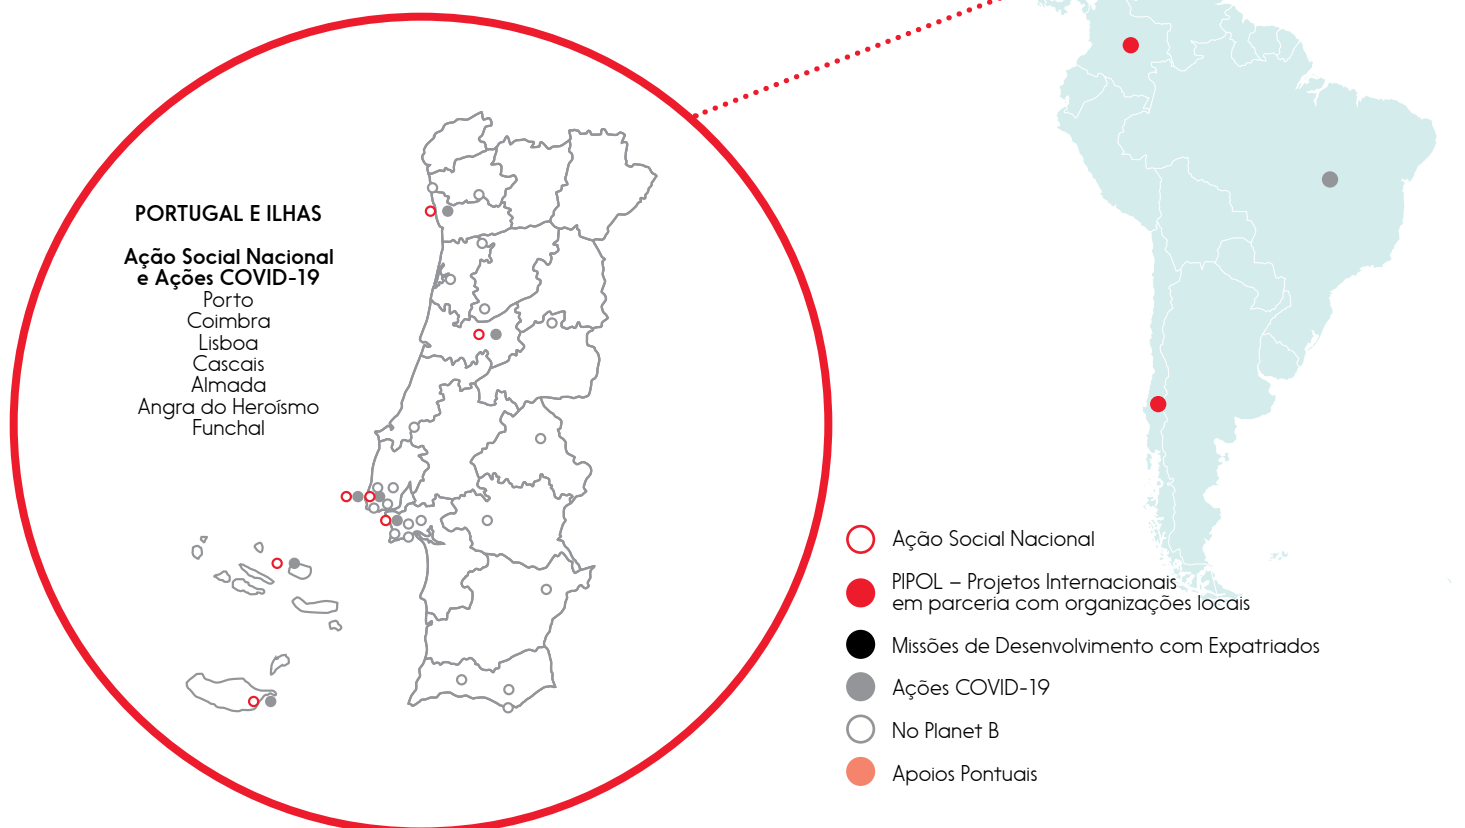 PORTUGAL E ILHAS
Ação Social Nacional
e Ações COVID-19
Porto
Coimbra
Lisboa
Cascais
Almada
Angra do Heroísmo
Funchal
Ação Social Nacional
PIPOL – Projetos Internacionais
em parceria com organizações locais
Missões de Desenvolvimento com Expatriados
Ações COVID-19
No Planet B
Apoios Pontuais